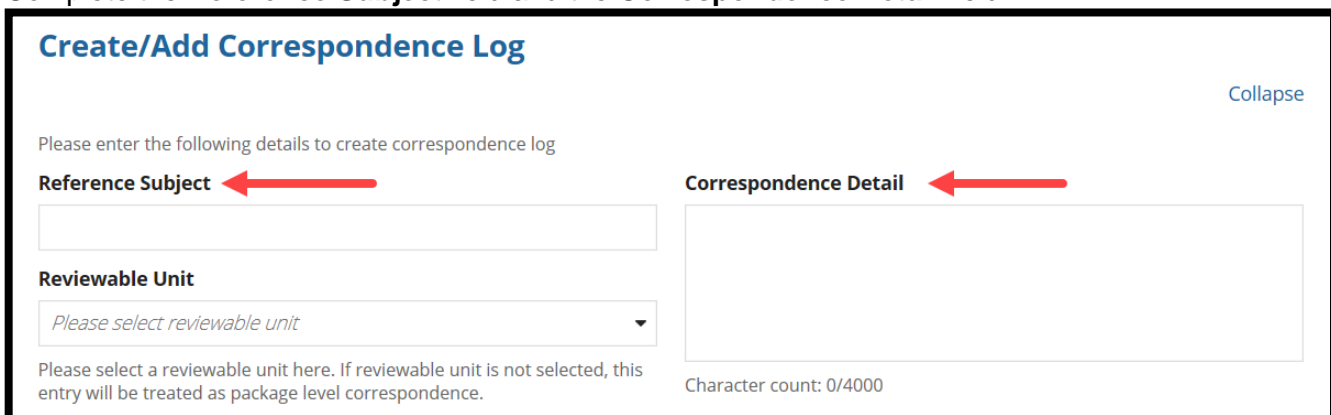 Create/Add Correspondence Log
Collapse
Please enter the following details to create correspondence log
Reference Subject
Correspondence Detail
Reviewable Unit
Please select reviewable unit
Please select a reviewable unit here. If reviewable unit is not selected, this
entry will be treated as package level correspondence.
Character count: 0/4000